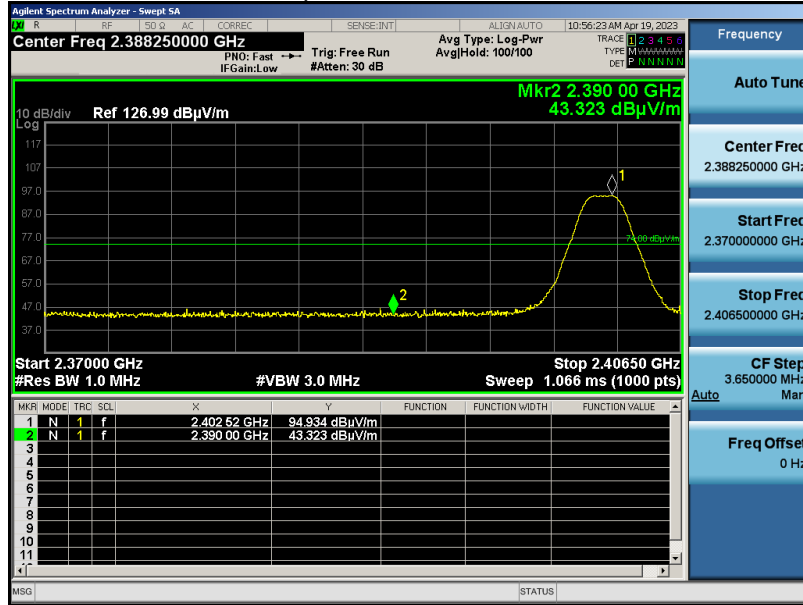 Agilent Spectrum Analyzer - Swept SA
LXI R RF 50 Ω AC CORREC SENSE:INT ALIGN AUTO 10:56:23 AM Apr 19, 2023
Center Freq 2.388250000 GHz
PNO: Fast
IFGain:Low
Trig: Free Run
#Atten: 30 dB
Avg Type: Log-Pwr
Avg|Hold: 100/100
TRACE 1 2 3 4 5 6
TYPE M
DET P N N N N N
Mkr2 2.390 00 GHz
43.323 dBµV/m
10 dB/div Ref 126.99 dBµV/m
Log
117
107
97.0
87.0
77.0
67.0
57.0
47.0
37.0
1
74.00 dBµV/m
2
Start 2.37000 GHz Stop 2.40650 GHz
#Res BW 1.0 MHz #VBW 3.0 MHz Sweep 1.066 ms (1000 pts)
MKR MODE TRC SCL X Y FUNCTION FUNCTION WIDTH FUNCTION VALUE
1 N 1 f 2.402 52 GHz 94.934 dBµV/m
2 N 1 f 2.390 00 GHz 43.323 dBµV/m
3
4
5
6
7
8
9
10
11
MSG STATUS
Frequency
Auto Tune
Center Freq
2.388250000 GHz
Start Freq
2.370000000 GHz
Stop Freq
2.406500000 GHz
CF Step
3.650000 MHz
Auto Man
Freq Offset
0 Hz